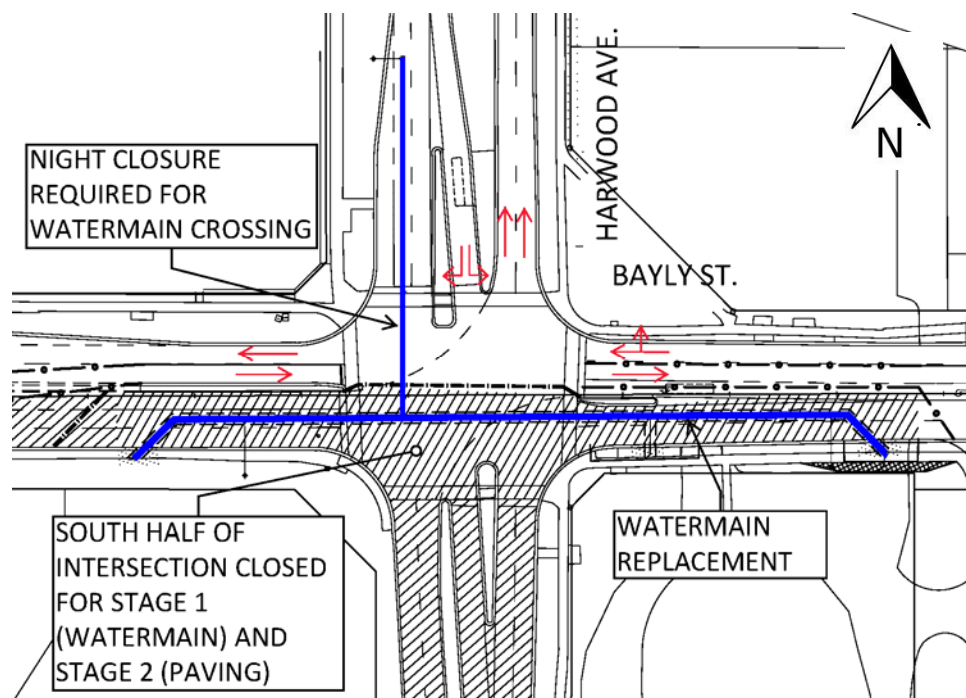 HARWOOD AVE.
N
NIGHT CLOSURE
REQUIRED FOR
WATERMAIN CROSSING
BAYLY ST.
SOUTH HALF OF
INTERSECTION CLOSED
FOR STAGE 1
(WATERMAIN) AND
STAGE 2 (PAVING)
WATERMAIN
REPLACEMENT